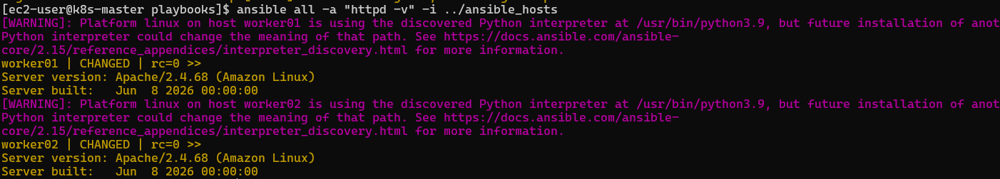 [ec2-user@k8s-master playbooks]$ ansible all -a "httpd -v" -i ../ansible_hosts
[WARNING]: Platform linux on host worker01 is using the discovered Python interpreter at /usr/bin/python3.9, but future installation of anot
Python interpreter could change the meaning of that path. See https://docs.ansible.com/ansible-
core/2.15/reference_appendices/interpreter_discovery.html for more information.
worker01 | CHANGED | rc=0 >>
Server version: Apache/2.4.68 (Amazon Linux)
Server built:   Jun  8 2026 00:00:00
[WARNING]: Platform linux on host worker02 is using the discovered Python interpreter at /usr/bin/python3.9, but future installation of anot
Python interpreter could change the meaning of that path. See https://docs.ansible.com/ansible-
core/2.15/reference_appendices/interpreter_discovery.html for more information.
worker02 | CHANGED | rc=0 >>
Server version: Apache/2.4.68 (Amazon Linux)
Server built:   Jun  8 2026 00:00:00